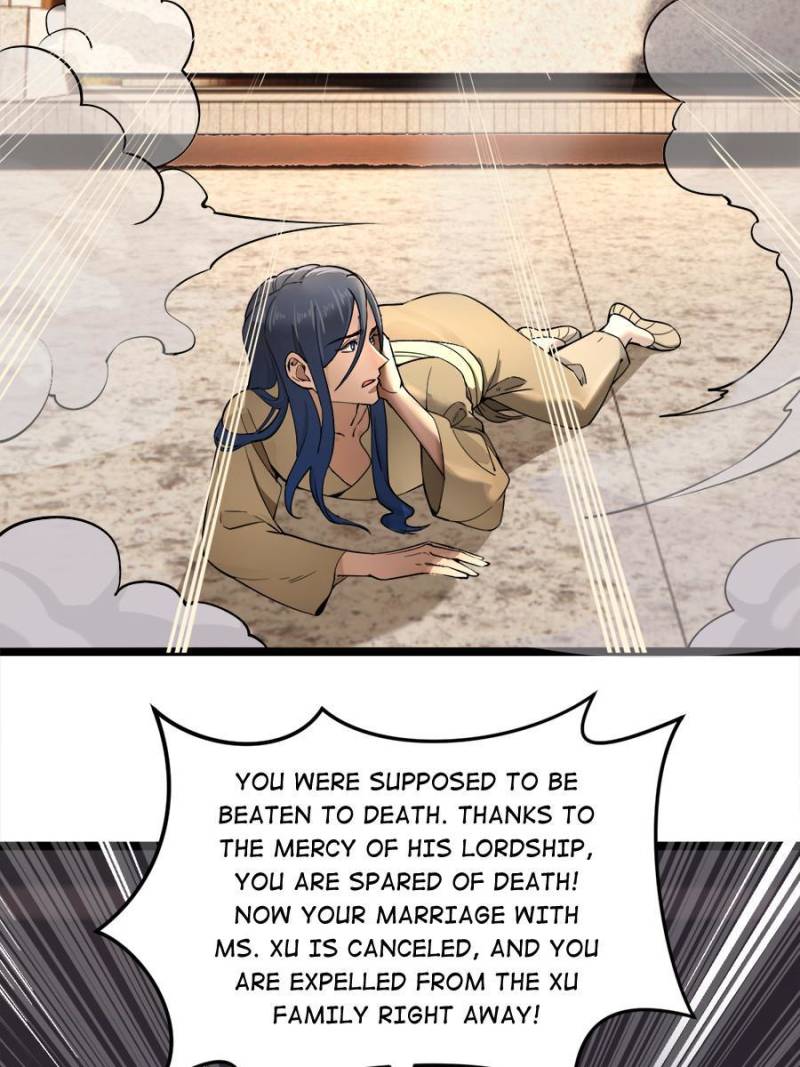 YOU WERE SUPPOSED TO BE
BEATEN TO DEATH. THANKS TO
THE MERCY OF HIS LORDSHIP,
YOU ARE SPARED OF DEATH!
NOW YOUR MARRIAGE WITH
MS. XU IS CANCELED, AND YOU
ARE EXPELLED FROM THE XU
FAMILY RIGHT AWAY!